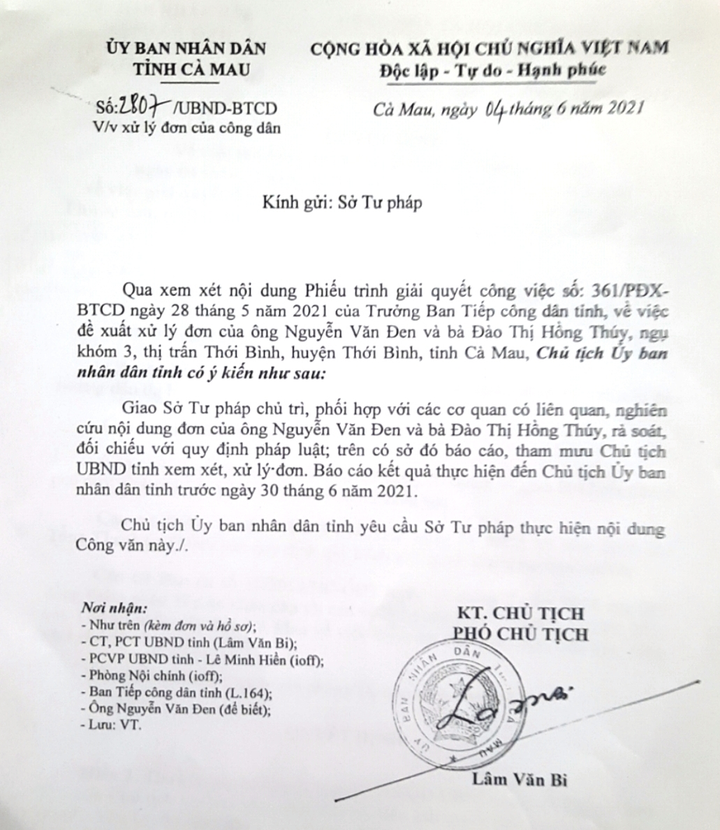 ỦY BAN NHÂN DÂN
TỈNH CÀ MAU
CỘNG HÒA XÃ HỘI CHỦ NGHĨA VIỆT NAM
Độc lập - Tự do - Hạnh phúc
Số:2807/UBND-BTCD
V/v xử lý đơn của công dân
Cà Mau, ngày 04 tháng 6 năm 2021
Kính gửi: Sở Tư pháp
Qua xem xét nội dung Phiếu trình giải quyết công việc số: 361/PĐX-
BTCD ngày 28 tháng 5 năm 2021 của Trưởng Ban Tiếp công dân tỉnh, về việc
đề xuất xử lý đơn của ông Nguyễn Văn Đen và bà Đào Thị Hồng Thúy, ngụ
khóm 3, thị trấn Thới Bình, huyện Thới Bình, tỉnh Cà Mau, Chủ tịch Ủy ban
nhân dân tỉnh có ý kiến như sau:
Giao Sở Tư pháp chủ trì, phối hợp với các cơ quan có liên quan, nghiên
cứu nội dung đơn của ông Nguyễn Văn Đen và bà Đào Thị Hồng Thúy, rà soát,
đối chiếu với quy định pháp luật; trên có sở đó báo cáo, tham mưu Chủ tịch
UBND tỉnh xem xét, xử lý đơn. Báo cáo kết quả thực hiện đến Chủ tịch Ủy ban
nhân dân tỉnh trước ngày 30 tháng 6 năm 2021.
Chủ tịch Ủy ban nhân dân tỉnh yêu cầu Sở Tư pháp thực hiện nội dung
Công văn này./.
Nơi nhận:
- Như trên (kèm đơn và hồ sơ);
- CT, PCT UBND tỉnh (Lâm Văn Bi);
- PCVP UBND tỉnh - Lê Minh Hiền (ioff);
- Phòng Nội chính (ioff);
- Ban Tiếp công dân tỉnh (L.164);
- Ông Nguyễn Văn Đen (để biết);
- Lưu: VT.
KT. CHỦ TỊCH
PHÓ CHỦ TỊCH
ỦY BAN NHÂN DÂN TỈNH CÀ MAU
Lâm Văn Bi